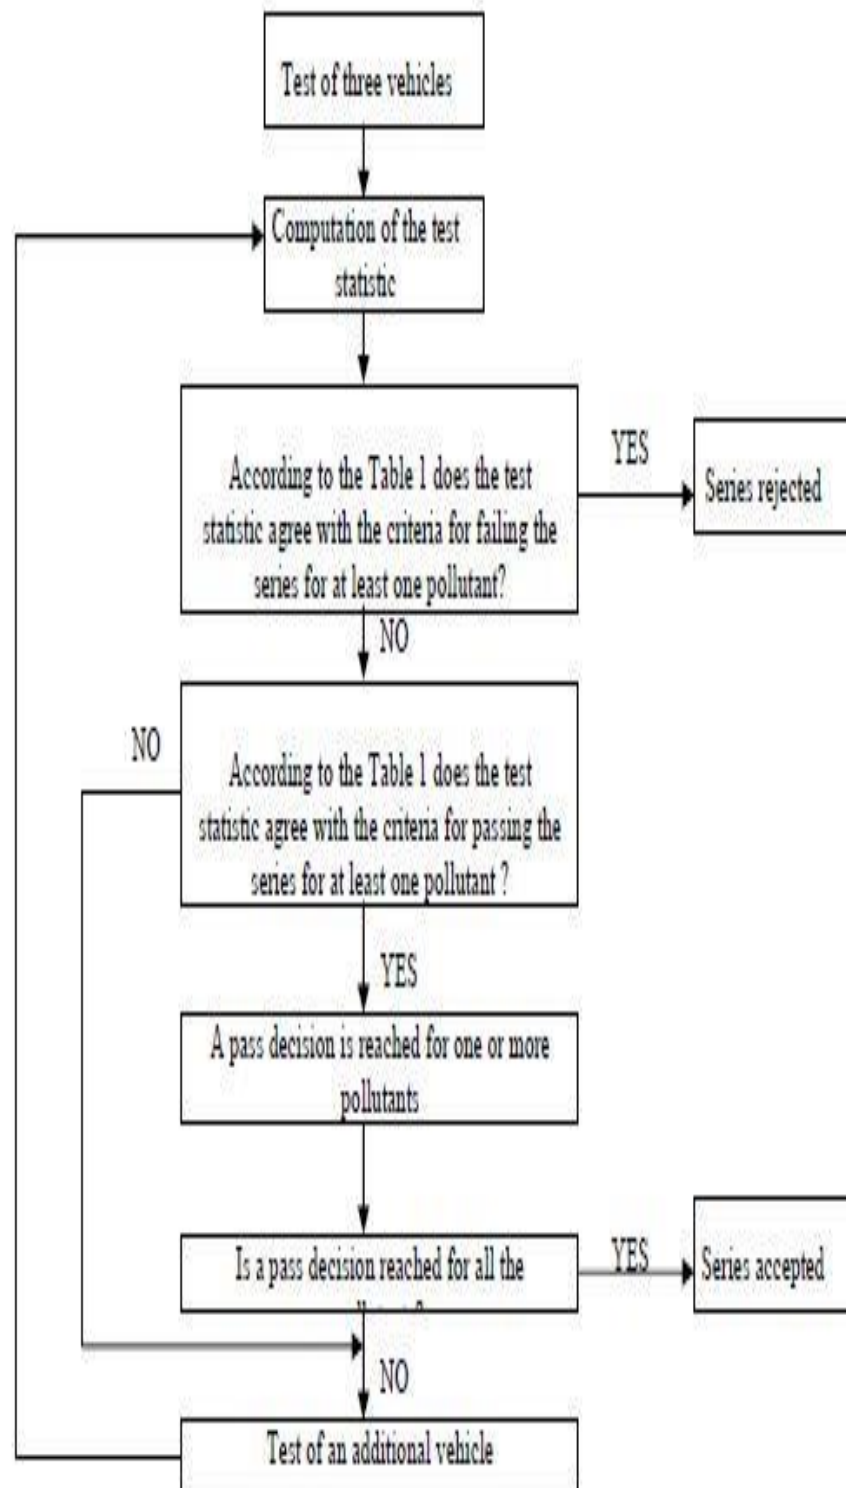 Test of three vehicles
Computation of the test
statistic
According to the Table 1 does the test
statistic agree with the criteria for failing the
series for at least one pollutant?
YES
Series rejected
NO
NO
According to the Table 1 does the test
statistic agree with the criteria for passing the
series for at least one pollutant ?
YES
A pass decision is reached for one or more
pollutants
Is a pass decision reached for all the
YES
Series accepted
NO
Test of an additional vehicle